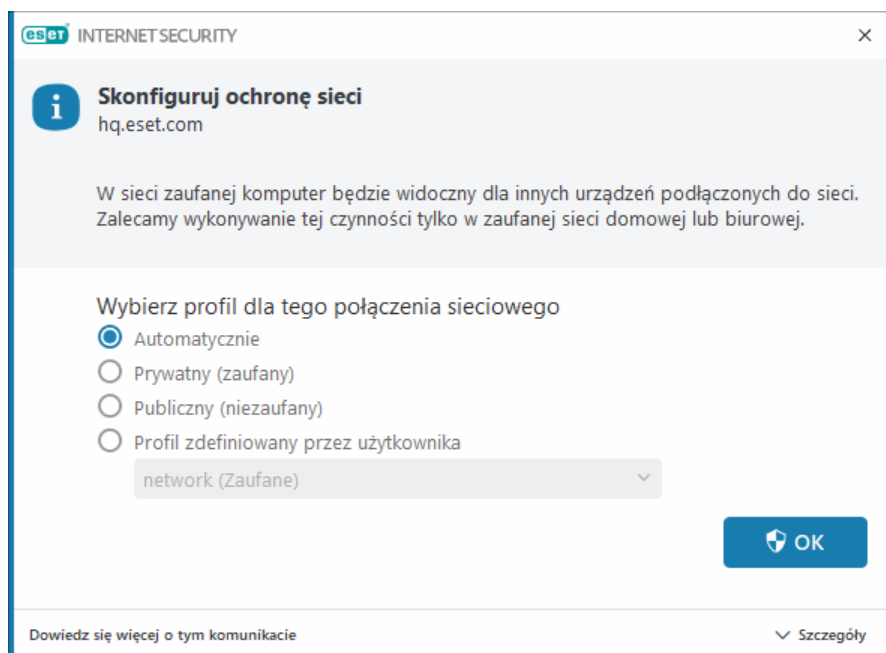 eset INTERNET SECURITY
Skonfiguruj ochronę sieci
hq.eset.com
W sieci zaufanej komputer będzie widoczny dla innych urządzeń podłączonych do sieci.
Zalecamy wykonywanie tej czynności tylko w zaufanej sieci domowej lub biurowej.
Wybierz profil dla tego połączenia sieciowego
Automatycznie
Prywatny (zaufany)
Publiczny (niezaufany)
Profil zdefiniowany przez użytkownika
network (Zaufane)
OK
Dowiedz się więcej o tym komunikacie
Szczegóły